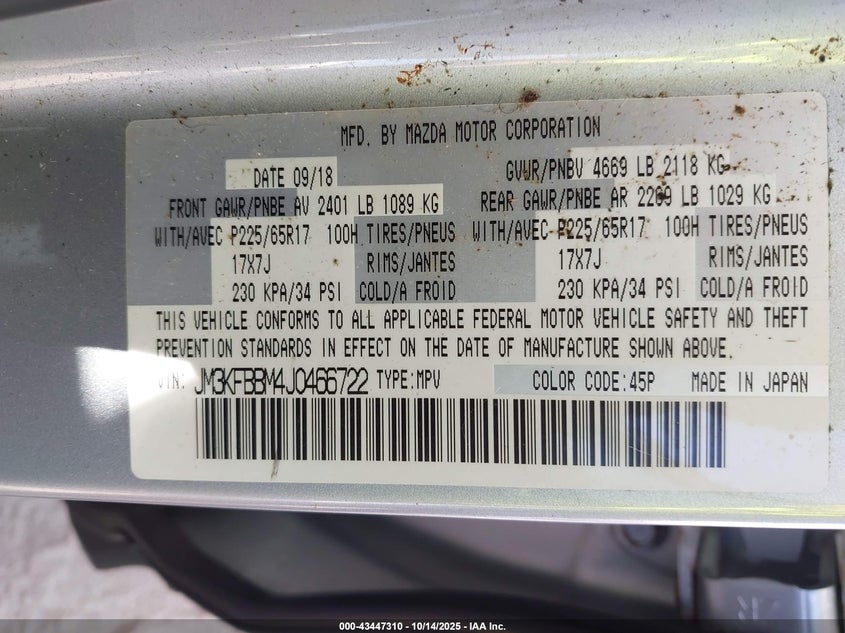 MFD. BY MAZDA MOTOR CORPORATION
DATE 09/18 GVWR/PNBV 4669 LB 2118 KG
FRONT GAWR/PNBE AV 2401 LB 1089 KG REAR GAWR/PNBE AR 2269 LB 1029 KG
WITH/AVEC P225/65R17 100H TIRES/PNEUS WITH/AVEC P225/65R17 100H TIRES/PNEUS
17X7J RIMS/JANTES 17X7J RIMS/JANTES
230 KPA/34 PSI COLD/A FROID 230 KPA/34 PSI COLD/A FROID
THIS VEHICLE CONFORMS TO ALL APPLICABLE FEDERAL MOTOR VEHICLE SAFETY AND THEFT
PREVENTION STANDARDS IN EFFECT ON THE DATE OF MANUFACTURE SHOWN ABOVE.
VIN: JM3KFBBM4J0466722 TYPE:MPV COLOR CODE:45P MADE IN JAPAN
000-43447310 - 10/14/2025 - IAA Inc.